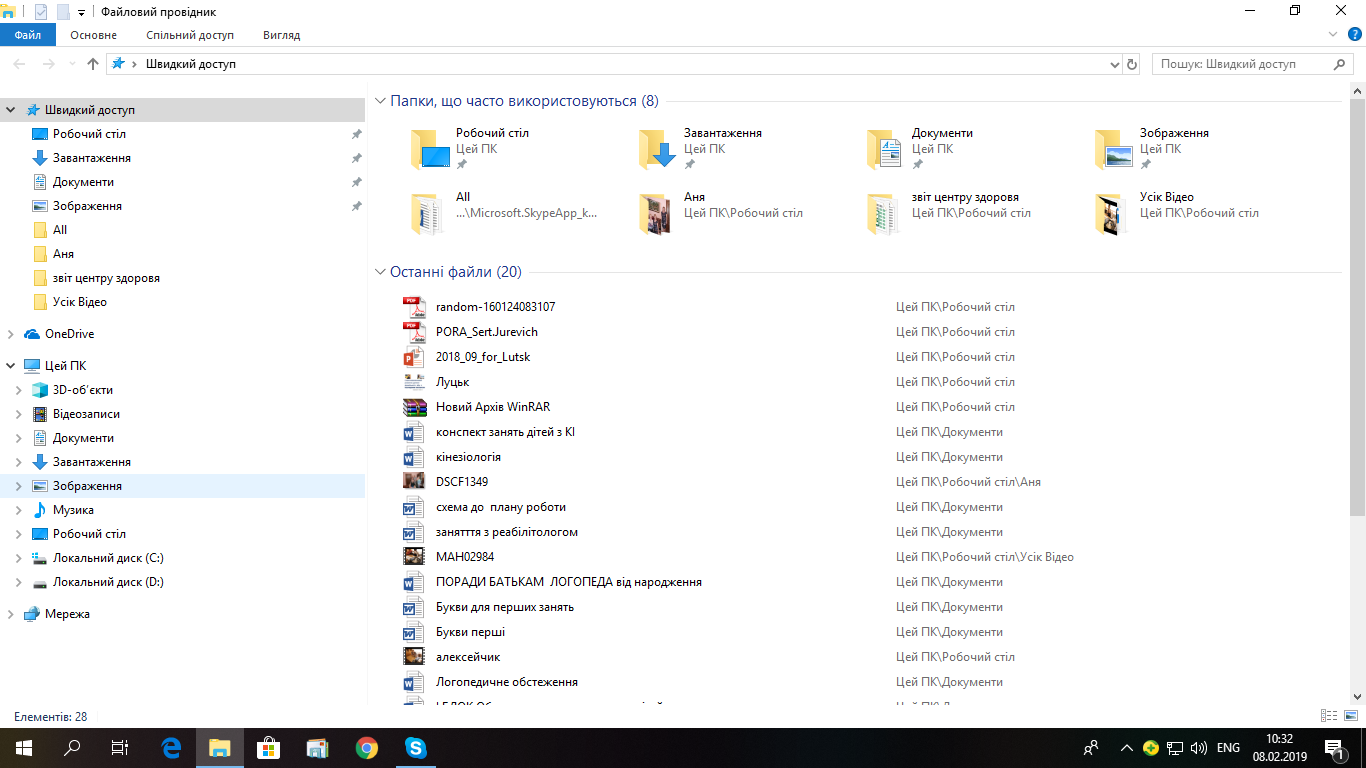 Файловий провідник
Файл Основне Спільний доступ Вигляд
Швидкий доступ
Пошук: Швидкий доступ
Швидкий доступ
Робочий стіл
Завантаження
Документи
Зображення
All
Аня
звіт центру здоровя
Усік Відео
OneDrive
Цей ПК
3D-об'єкти
Відеозаписи
Документи
Завантаження
Зображення
Музика
Робочий стіл
Локальний диск (C:)
Локальний диск (D:)
Мережа
Папки, що часто використовуються (8)
Робочий стіл
Цей ПК
Завантаження
Цей ПК
Документи
Цей ПК
Зображення
Цей ПК
All
...\Microsoft.SkypeApp_k...
Аня
Цей ПК\Робочий стіл
звіт центру здоровя
Цей ПК\Робочий стіл
Усік Відео
Цей ПК\Робочий стіл
Останні файли (20)
random-160124083107 Цей ПК\Робочий стіл
PORA_Sert.Jurevich Цей ПК\Робочий стіл
2018_09_for_Lutsk Цей ПК\Робочий стіл
Луцьк Цей ПК\Робочий стіл
Новий Архів WinRAR Цей ПК\Робочий стіл
конспект занять дітей з КІ Цей ПК\Документи
кінезіологія Цей ПК\Документи
DSCF1349 Цей ПК\Робочий стіл\Аня
схема до плану роботи Цей ПК\Документи
занятття з реабілітологом Цей ПК\Документи
MAH02984 Цей ПК\Робочий стіл\Усік Відео
ПОРАДИ БАТЬКАМ ЛОГОПЕДА від народження Цей ПК\Документи
Букви для перших занять Цей ПК\Документи
Букви перші Цей ПК\Документи
алексейчик Цей ПК\Робочий стіл
Логопедичне обстеження Цей ПК\Документи
Елементів: 28
ENG
10:32
08.02.2019
1